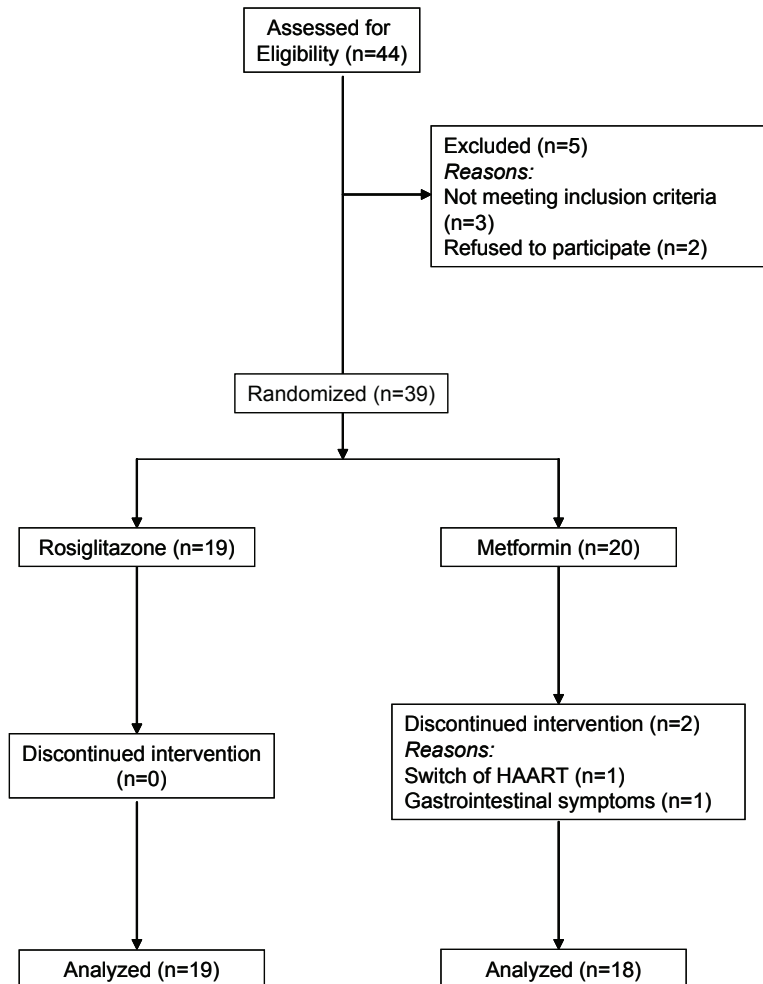 Assessed for
Eligibility (n=44)
Excluded (n=5)
Reasons:
Not meeting inclusion criteria
(n=3)
Refused to participate (n=2)
Randomized (n=39)
Rosiglitazone (n=19)
Metformin (n=20)
Discontinued intervention
(n=0)
Discontinued intervention (n=2)
Reasons:
Switch of HAART (n=1)
Gastrointestinal symptoms (n=1)
Analyzed (n=19)
Analyzed (n=18)